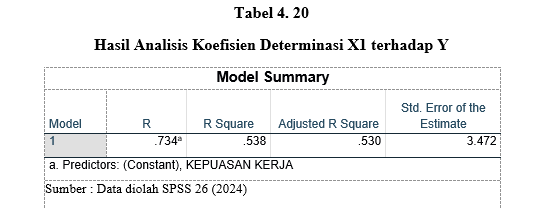 Tabel 4. 20
Hasil Analisis Koefisien Determinasi X1 terhadap Y
Model Summary
Model R R Square Adjusted R Square Std. Error of the Estimate
1 .734a .538 .530 3.472
a. Predictors: (Constant), KEPUASAN KERJA
Sumber : Data diolah SPSS 26 (2024)